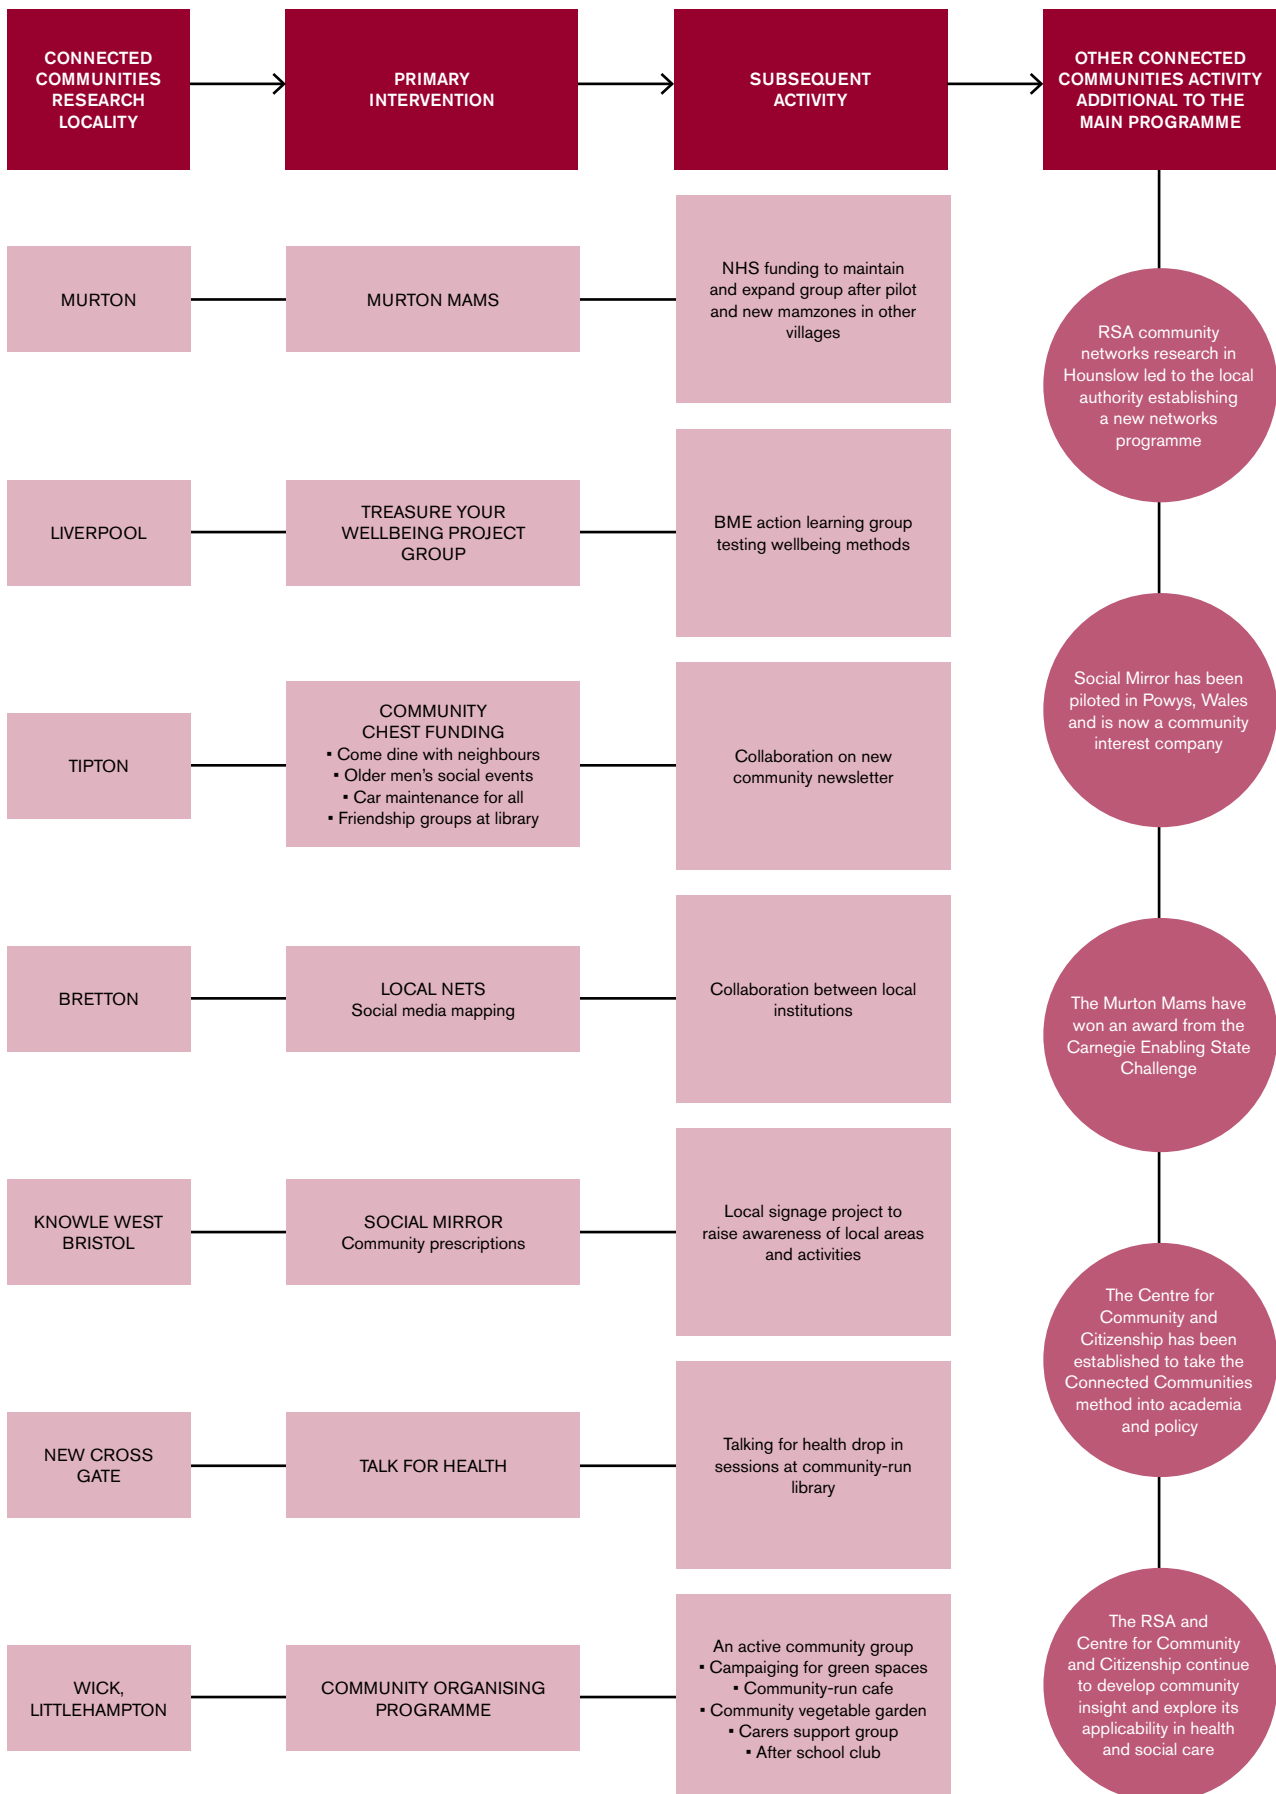 CONNECTED
COMMUNITIES
RESEARCH
LOCALITY
PRIMARY
INTERVENTION
SUBSEQUENT
ACTIVITY
OTHER CONNECTED
COMMUNITIES ACTIVITY
ADDITIONAL TO THE
MAIN PROGRAMME
MURTON
MURTON MAMS
NHS funding to maintain
and expand group after pilot
and new mamzones in other
villages
LIVERPOOL
TREASURE YOUR
WELLBEING PROJECT
GROUP
BME action learning group
testing wellbeing methods
TIPTON
COMMUNITY
CHEST FUNDING
▪ Come dine with neighbours
▪ Older men’s social events
▪ Car maintenance for all
▪ Friendship groups at library
Collaboration on new
community newsletter
BRETTON
LOCAL NETS
Social media mapping
Collaboration between local
institutions
KNOWLE WEST
BRISTOL
SOCIAL MIRROR
Community prescriptions
Local signage project to
raise awareness of local areas
and activities
NEW CROSS
GATE
TALK FOR HEALTH
Talking for health drop in
sessions at community-run
library
WICK,
LITTLEHAMPTON
COMMUNITY ORGANISING
PROGRAMME
An active community group
▪ Campaiging for green spaces
▪ Community-run cafe
▪ Community vegetable garden
▪ Carers support group
▪ After school club
RSA community
networks research in
Hounslow led to the local
authority establishing
a new networks
programme
Social Mirror has been
piloted in Powys, Wales
and is now a community
interest company
The Murton Mams have
won an award from the
Carnegie Enabling State
Challenge
The Centre for
Community and
Citizenship has been
established to take the
Connected Communities
method into academia
and policy
The RSA and
Centre for Community
and Citizenship continue
to develop community
insight and explore its
applicability in health
and social care